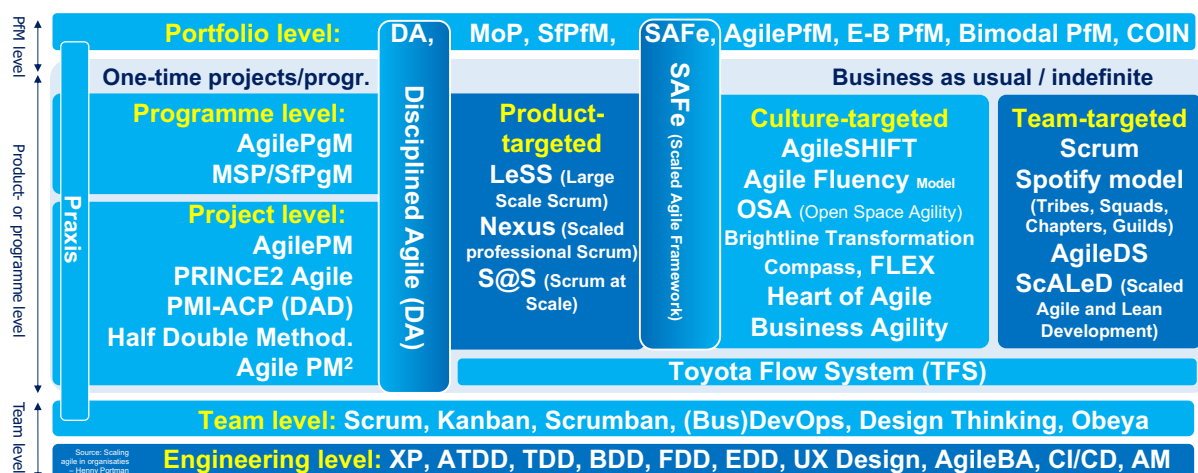 PfM level
Portfolio level: DA, MoP, SfPfM, SAFe, AgilePfM, E-B PfM, Bimodal PfM, COIN
Product- or programme level
One-time projects/progr.
Business as usual / indefinite
Praxis
Programme level:
AgilePgM
MSP/SfPgM
Project level:
AgilePM
PRINCE2 Agile
PMI-ACP (DAD)
Half Double Method.
Agile PM²
Disciplined Agile (DA)
Product-
targeted
LeSS (Large
Scale Scrum)
Nexus (Scaled
professional Scrum)
S@S (Scrum at
Scale)
SAFe (Scaled Agile Framework)
Culture-targeted
AgileSHIFT
Agile Fluency Model
OSA (Open Space Agility)
Brightline Transformation
Compass, FLEX
Heart of Agile
Business Agility
Team-targeted
Scrum
Spotify model
(Tribes, Squads,
Chapters, Guilds)
AgileDS
ScALeD (Scaled
Agile and Lean
Development)
Toyota Flow System (TFS)
Team level
Team level: Scrum, Kanban, Scrumban, (Bus)DevOps, Design Thinking, Obeya
Source: Scaling
agile in organisaties
– Henny Portman
Engineering level: XP, ATDD, TDD, BDD, FDD, EDD, UX Design, AgileBA, CI/CD, AM